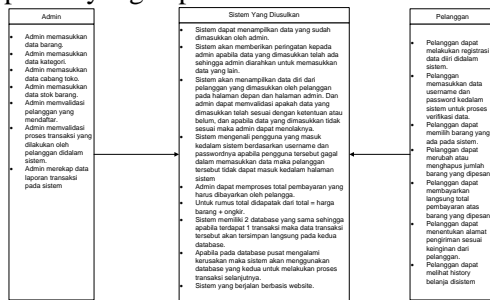 Admin
Admin memasukkan
data barang.
Admin memasukkan
data kategori.
Admin memasukkan
data cabang toko.
Admin memasukkan
data stok barang.
Admin memvalidasi
pelanggan yang
mendaftar.
Admin memvalidasi
proses transaksi yang
dilakukan oleh
pelanggan didalam
sistem.
Admin merekap data
laporan transaksi
pada sistem
Sistem Yang Diusulkan
Sistem dapat menampilkan data yang sudah
dimasukkan oleh admin.
Sistem akan memberikan peringatan kepada
admin apabila data yang dimasukkan telah ada
sehingga admin diarahkan untuk memasukkan
data yang lain.
Sistem akan menampilkan data diri dari
pelanggan yang dimasukkan oleh pelanggan
pada halaman depan dan halaman admin. Dan
admin dapat memvalidasi apakah data yang
dimasukkan telah sesuai dengan ketentuan atau
belum, dan apabila data yang dimasukkan tidak
sesuai maka admin dapat menolaknya.
Sistem mengenali pengguna yang masuk
kedalam sistem berdasarkan username dan
passwordnya apabila pengguna tersebut gagal
dalam memasukkan data maka pelanggan
tersebut tidak dapat masuk kedalam halaman
sistem
Admin dapat memproses total pembayaran yang
harus dibayarkan oleh pelangga.
Untuk rumus total didapatkan dari total = harga
barang + ongkir.
Sistem memiliki 2 database yang sama sehingga
apabila terdapat 1 transaksi maka data transaksi
tersebut akan tersimpan langsung pada kedua
database.
Apabila pada database pusat mengalami
kerusakan maka sistem akan menggunakan
database yang kedua untuk melakukan proses
transaksi selanjutnya.
Sistem yang berjalan berbasis website.
Pelanggan
Pelanggan dapat
melakukan registrasi
data diri didalam
sistem.
Pelanggan
memasukkan data
username dan
password kedalam
sistem untuk proses
verifikasi data.
Pelanggan dapat
memilih barang yang
ada pada sistem.
Pelanggan dapat
merubah atau
menghapus jumlah
barang yang dipesan
Pelanggan dapat
membayarkan
langsung total
pembayaran atas
barang yang dipesan
Pelanggan dapat
menentukan alamat
pengiriman sesuai
keinginan dari
pelanggan.
Pelanggan dapat
melihat history
belanja disistem